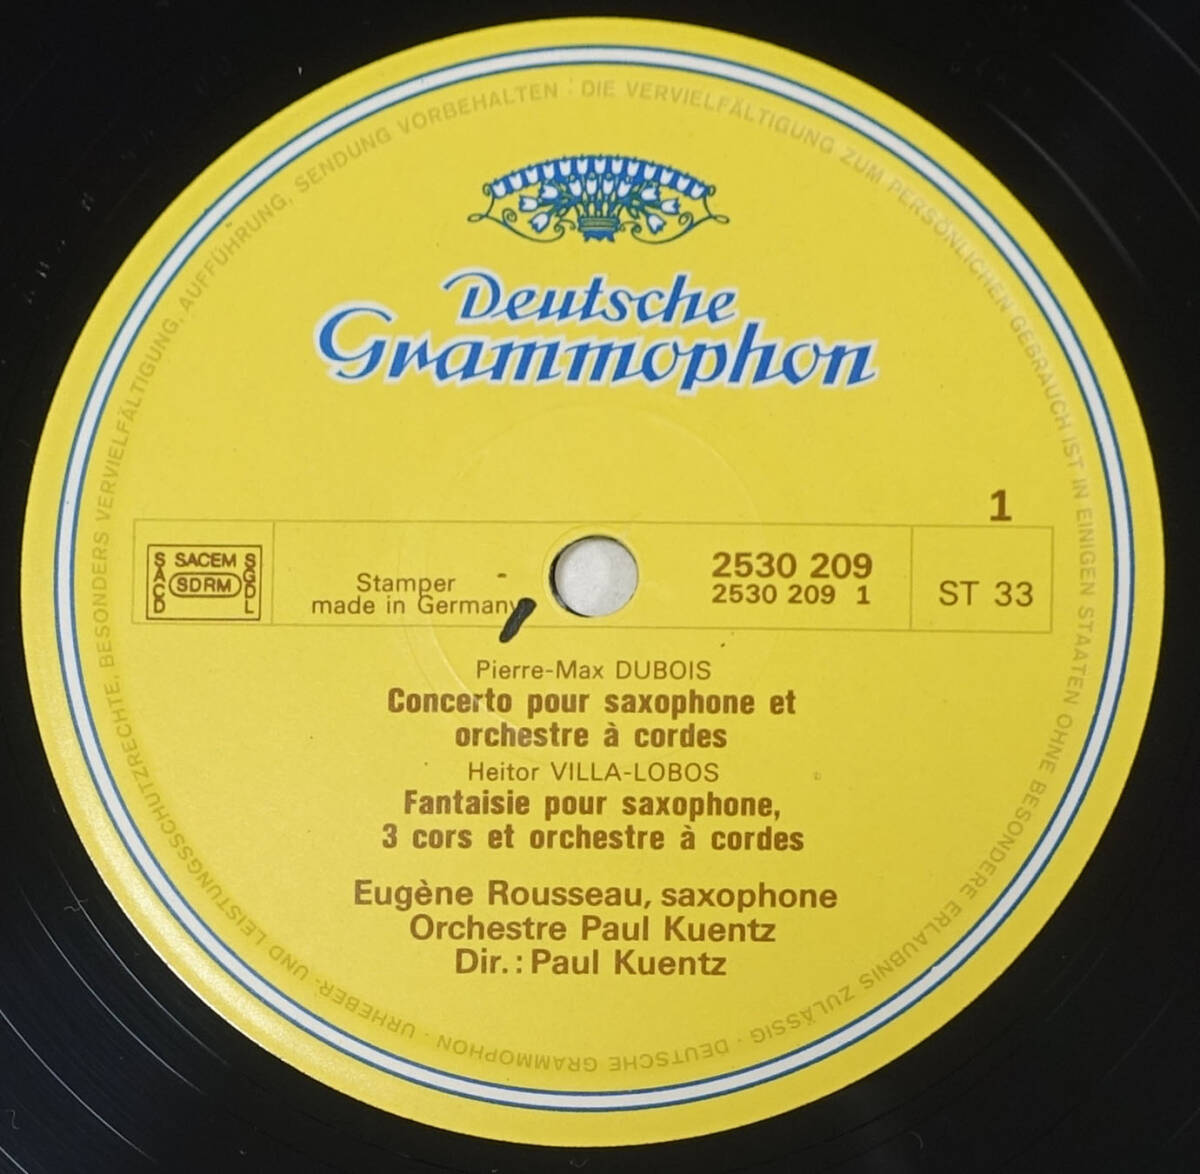 Deutsche
Grammophon
1
SACD
SACEM
SDRM
SGDL
Stamper
made in Germany
2530 209
2530 209 1
ST 33
Pierre-Max DUBOIS
Concerto pour saxophone et
orchestre à cordes
Heitor VILLA-LOBOS
Fantaisie pour saxophone,
3 cors et orchestre à cordes
Eugène Rousseau, saxophone
Orchestre Paul Kuentz
Dir.: Paul Kuentz
DEUTSCHE GRAMMOPHON · URHEBER- UND LEISTUNGSSCHUTZRECHTE, BESONDERS VERVIELFÄLTIGUNG, AUFFÜHRUNG, SENDUNG VORBEHALTEN : DIE VERVIELFÄLTIGUNG ZUM PERSÖNLICHEN GEBRAUCH IST IN EINIGEN STAATEN OHNE BESONDERE ERLAUBNIS ZULÄSSIG ·